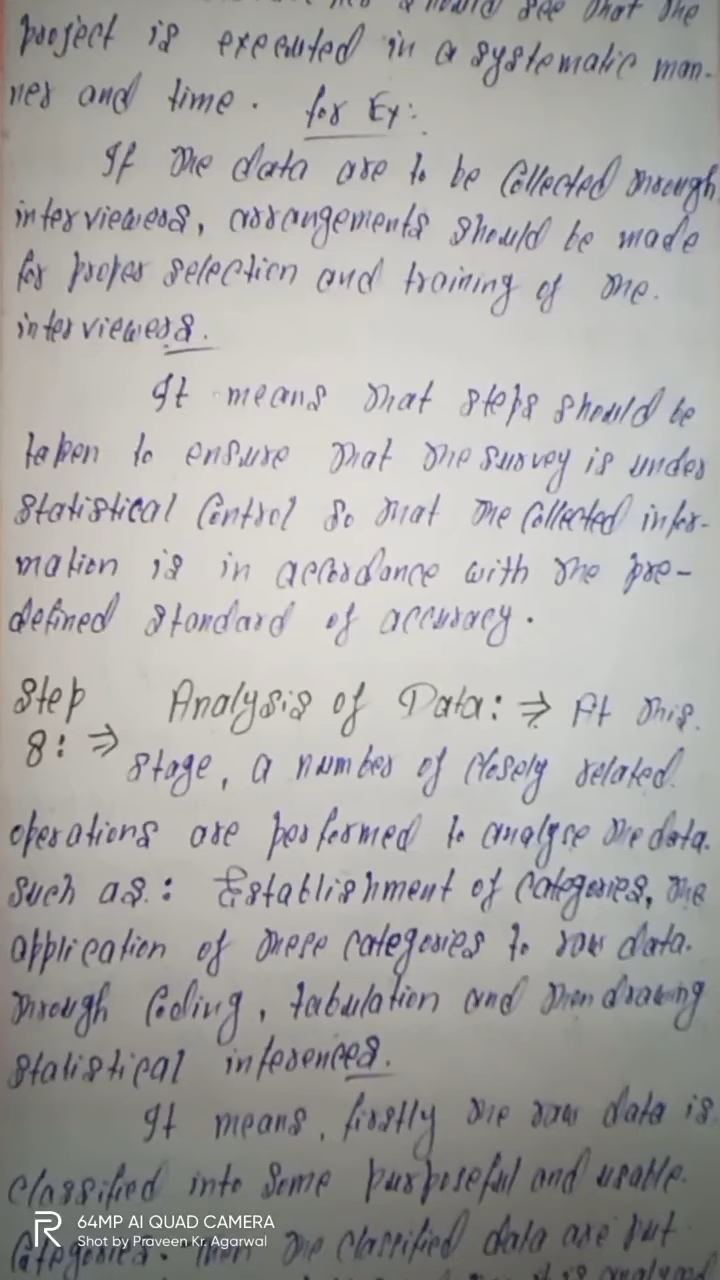 should see that the
project is executed in a systematic man-
ner and time. for Ex:
If the data are to be collected through
interviewers, arrangements should be made
for proper selection and training of the.
interviewers.
It means that steps should be
taken to ensure that the survey is under
statistical control so that the collected infor-
mation is in accordance with the pre-
defined standard of accuracy.
Step Analysis of Data: ⇒ At this.
8: ⇒ stage, a number of closely related.
operations are performed to analyse the data.
such as: Establishment of categories, the
application of these categories to raw data.
through coding, tabulation and then drawing
statistical inferences.
It means, firstly the raw data is
classified into some purposeful and usable.
Categories. Then the classified data are put
it is analysed
64MP AI QUAD CAMERA
Shot by Praveen Kr. Agarwal